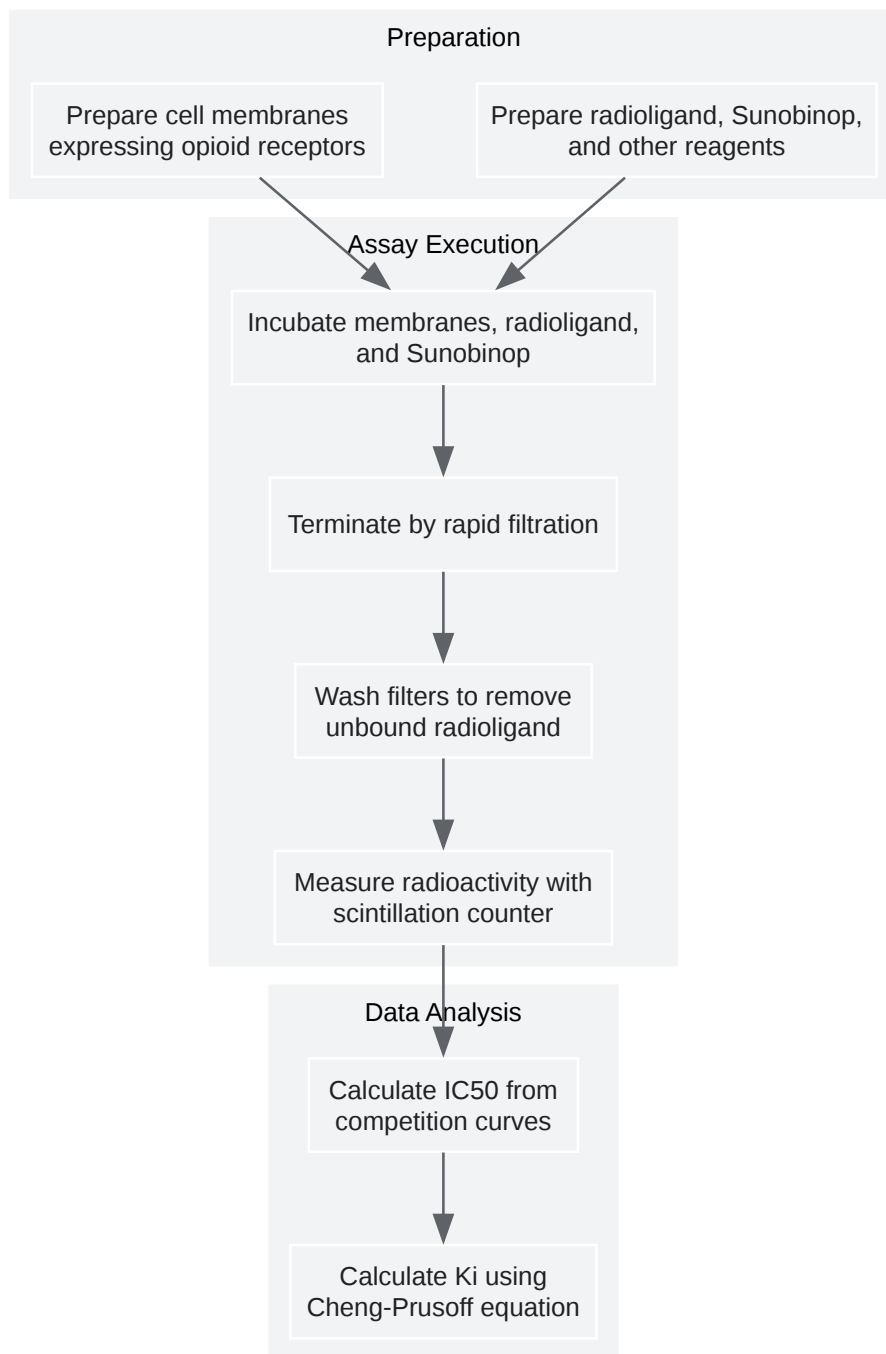 Preparation
Prepare cell membranes
expressing opioid receptors
Prepare radioligand, Sunobinop,
and other reagents
Assay Execution
Incubate membranes, radioligand,
and Sunobinop
Terminate by rapid filtration
Wash filters to remove
unbound radioligand
Measure radioactivity with
scintillation counter
Data Analysis
Calculate IC50 from
competition curves
Calculate Ki using
Cheng-Prusoff equation